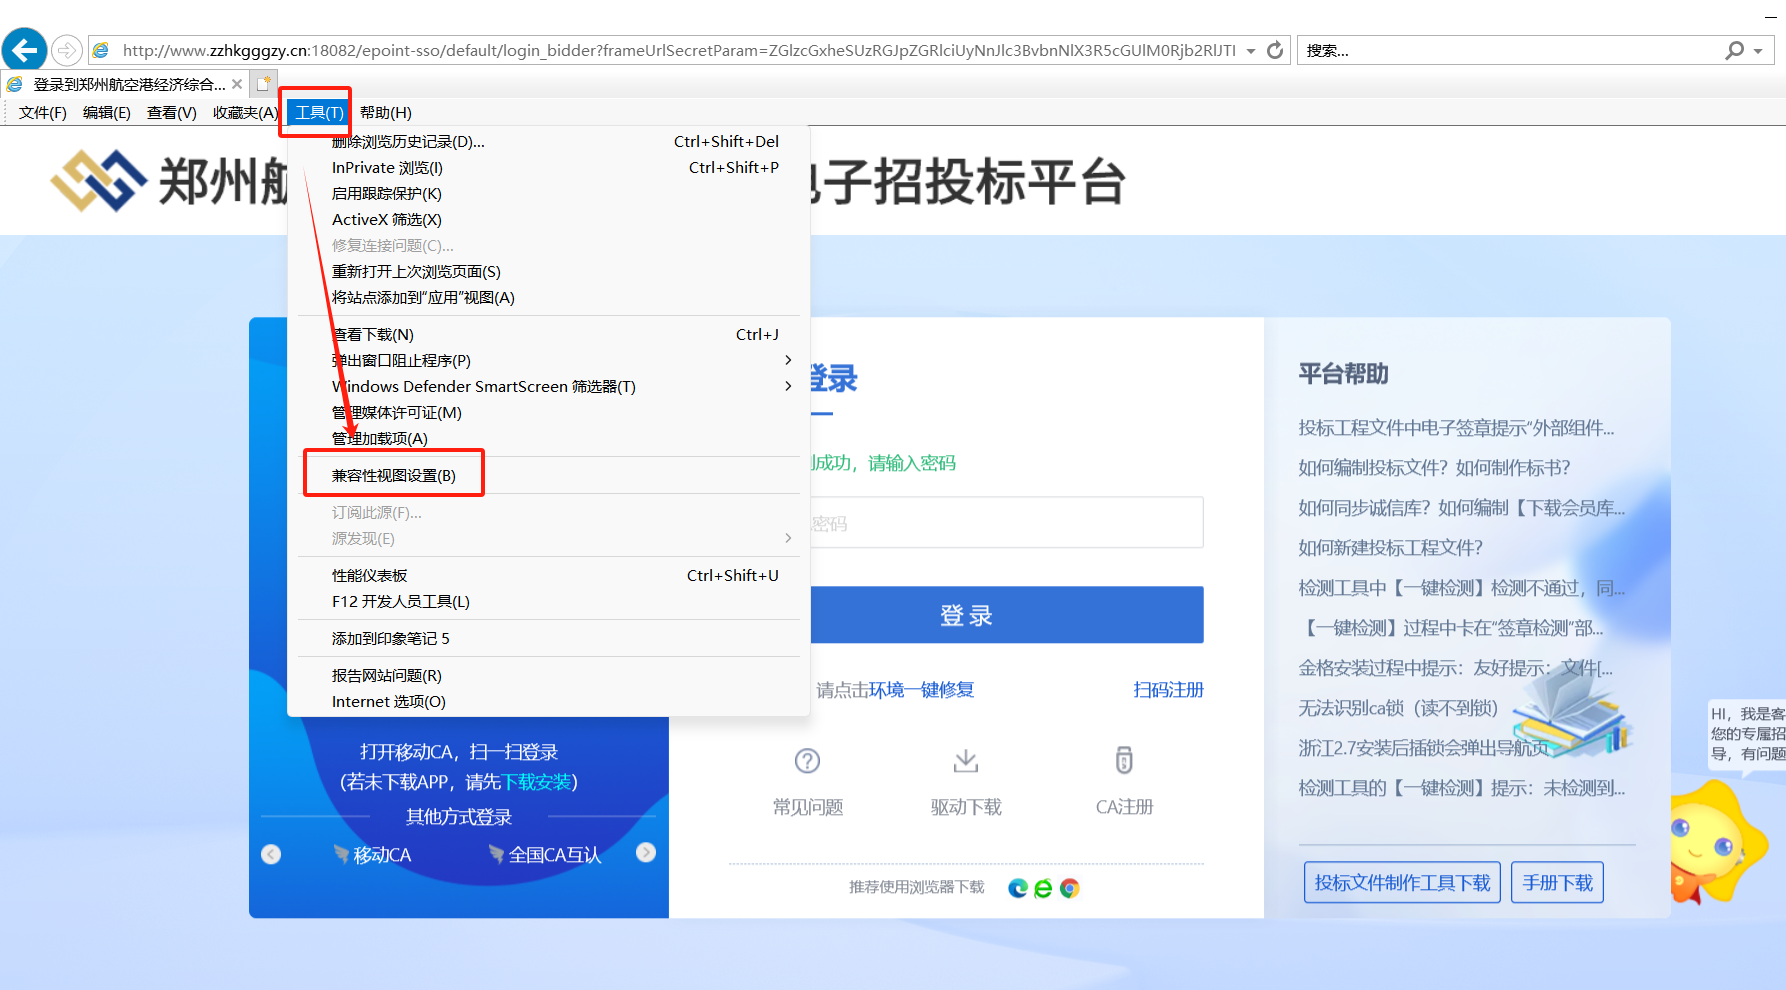 http://www.zzhkgggzy.cn:18082/epoint-sso/default/login_bidder?frameUrlSecretParam=ZGlzcGxheSUzRGJpZGRlciUyNnJlc3BvbnNlX3R5cGUlM0Rjb2RlJTI
搜索...
登录到郑州航空港经济综合...
文件(F) 编辑(E) 查看(V) 收藏夹(A) 工具(T) 帮助(H)
删除浏览历史记录(D)... Ctrl+Shift+Del
InPrivate 浏览(I) Ctrl+Shift+P
启用跟踪保护(K)
ActiveX 筛选(X)
修复连接问题(C)...
重新打开上次浏览页面(S)
将站点添加到“应用”视图(A)
查看下载(N) Ctrl+J
弹出窗口阻止程序(P)
Windows Defender SmartScreen 筛选器(T)
管理媒体许可证(M)
管理加载项(A)
兼容性视图设置(B)
订阅此源(F)...
源发现(E)
性能仪表板 Ctrl+Shift+U
F12 开发人员工具(L)
添加到印象笔记 5
报告网站问题(R)
Internet 选项(O)
郑州航
电子招投标平台
登录
成功，请输入密码
密码
登 录
请点击环境一键修复
扫码注册
常见问题
驱动下载
CA注册
推荐使用浏览器下载
打开移动CA，扫一扫登录
(若未下载APP，请先下载安装)
其他方式登录
移动CA
全国CA互认
平台帮助
投标工程文件中电子签章提示“外部组件...
如何编制投标文件？如何制作标书？
如何同步诚信库？如何编制【下载会员库...
如何新建投标工程文件？
检测工具中【一键检测】检测不通过，同...
【一键检测】过程中卡在“签章检测”部...
金格安装过程中提示：友好提示：文件[...
无法识别ca锁（读不到锁）
浙江2.7安装后插锁会弹出导航页
检测工具的【一键检测】提示：未检测到...
投标文件制作工具下载
手册下载
HI，我是客
您的专属招
导，有问题